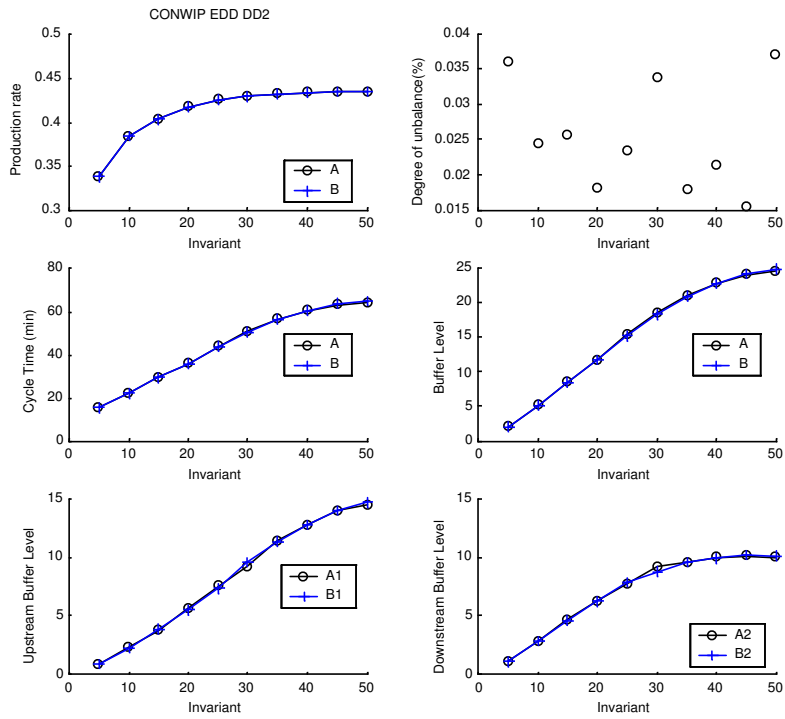 CONWIP EDD DD2
Production rate
0.5
0.45
0.4
0.35
0.3
0 10 20 30 40 50
Invariant
A
B
Degree of unbalance(%)
0.04
0.035
0.03
0.025
0.02
0.015
0 10 20 30 40 50
Invariant
Cycle Time (min)
80
60
40
20
0
0 10 20 30 40 50
Invariant
A
B
Buffer Level
25
20
15
10
5
0
0 10 20 30 40 50
Invariant
A
B
Upstream Buffer Level
15
10
5
0
0 10 20 30 40 50
Invariant
A1
B1
Downstream Buffer Level
15
10
5
0
0 10 20 30 40 50
Invariant
A2
B2